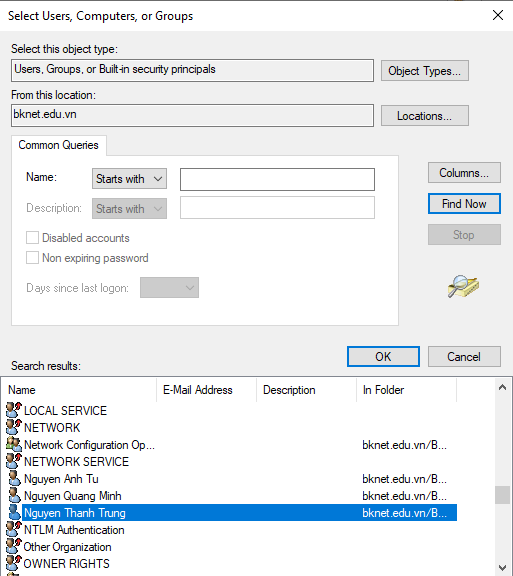 Select Users, Computers, or Groups
Select this object type:
Users, Groups, or Built-in security principals
Object Types...
From this location:
bknet.edu.vn
Locations...
Common Queries
Name:
Starts with
Columns...
Description:
Starts with
Find Now
Disabled accounts
Stop
Non expiring password
Days since last logon:
OK
Cancel
Search results:
Name E-Mail Address Description In Folder
LOCAL SERVICE
NETWORK
Network Configuration Op... bknet.edu.vn/B...
NETWORK SERVICE
Nguyen Anh Tu bknet.edu.vn/B...
Nguyen Quang Minh bknet.edu.vn/B...
Nguyen Thanh Trung bknet.edu.vn/B...
NTLM Authentication
Other Organization
OWNER RIGHTS